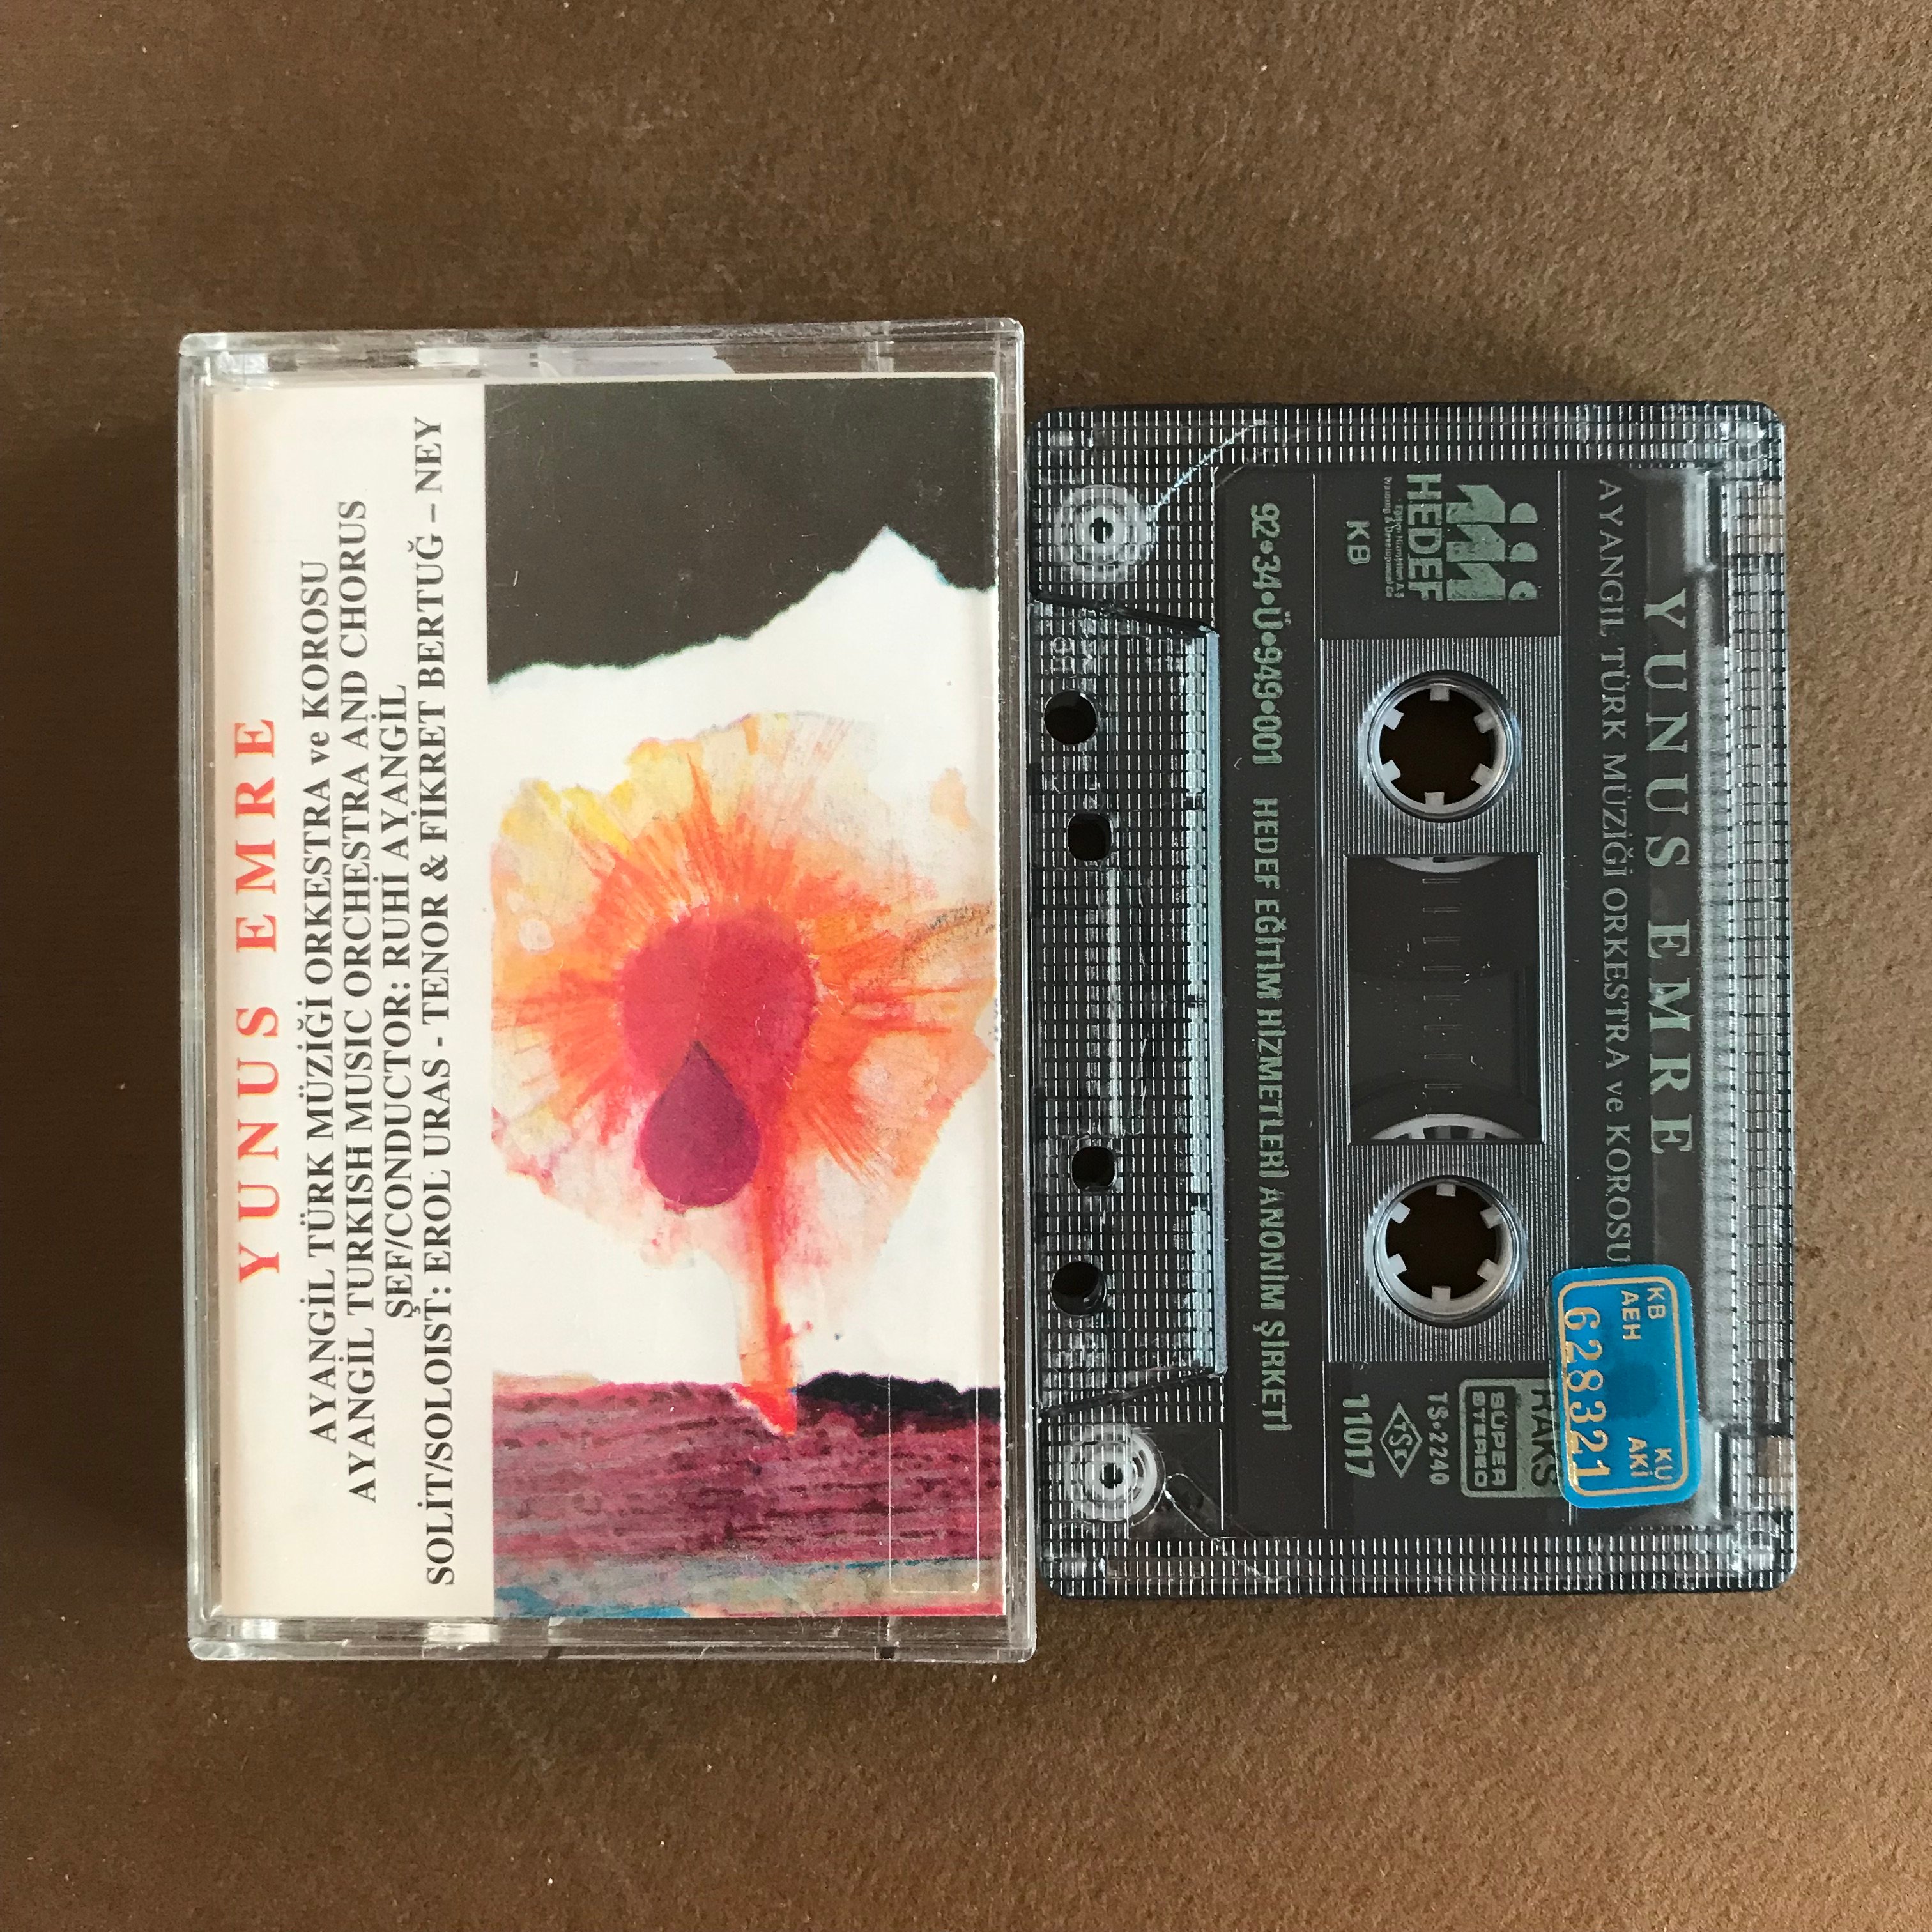 YUNUS EMRE
AYANGİL TÜRK MÜZİĞİ ORKESTRA ve KOROSU
AYANGİL TURKISH MUSIC ORCHESTRA AND CHORUS
ŞEF/CONDUCTOR: RUHİ AYANGİL
SOLİT/SOLOIST: EROL URAS - TENOR & FİKRET BERTUĞ – NEY
YUNUS EMRE
AYANGİL TÜRK MÜZİĞİ ORKESTRA ve KOROSU
HEDEF
KB
92•34•Ü•949•001 HEDEF EĞİTİM HİZMETLERİ ANONİM ŞİRKETİ
RAKS
SÜPER
STEREO
TS•2240
TSE
11017
KB KÜ
AEH AKİ
628321